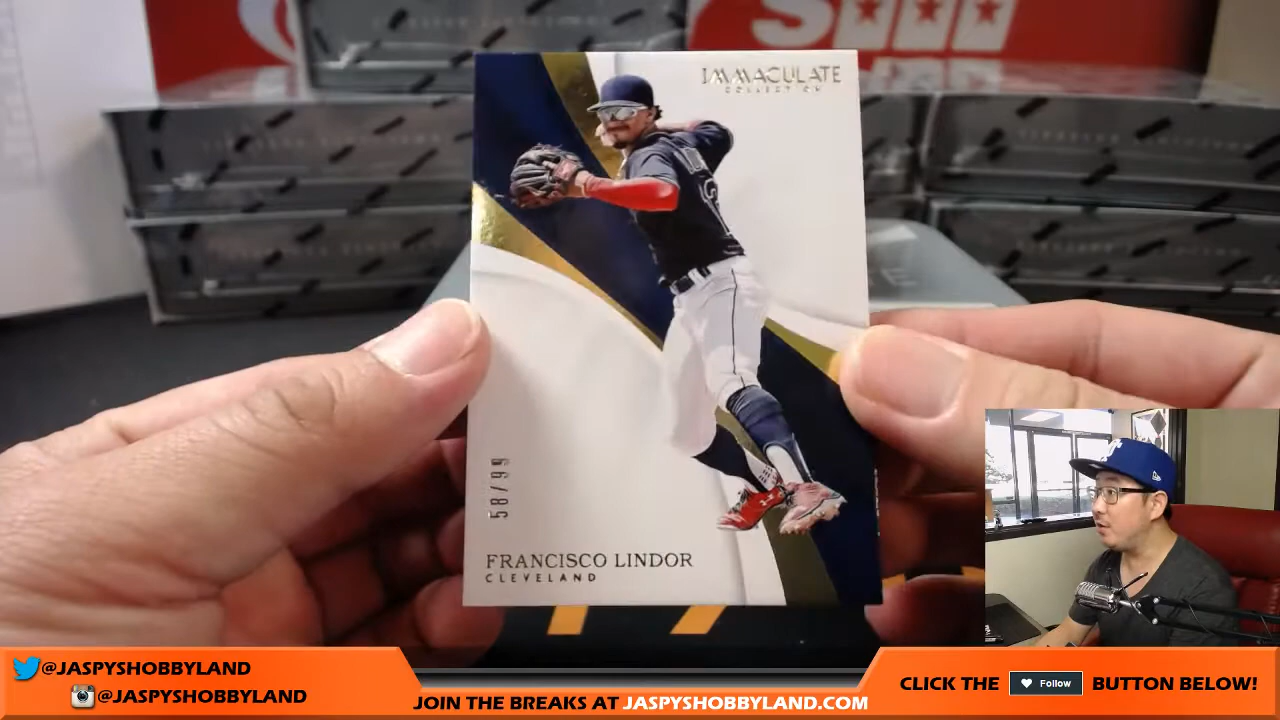 IMMACULATE
COLLECTION
58/99
FRANCISCO LINDOR
CLEVELAND
@JASPYSHOBBYLAND
@JASPYSHOBBYLAND
JOIN THE BREAKS AT JASPYSHOBBYLAND.COM
CLICK THE Follow BUTTON BELOW!